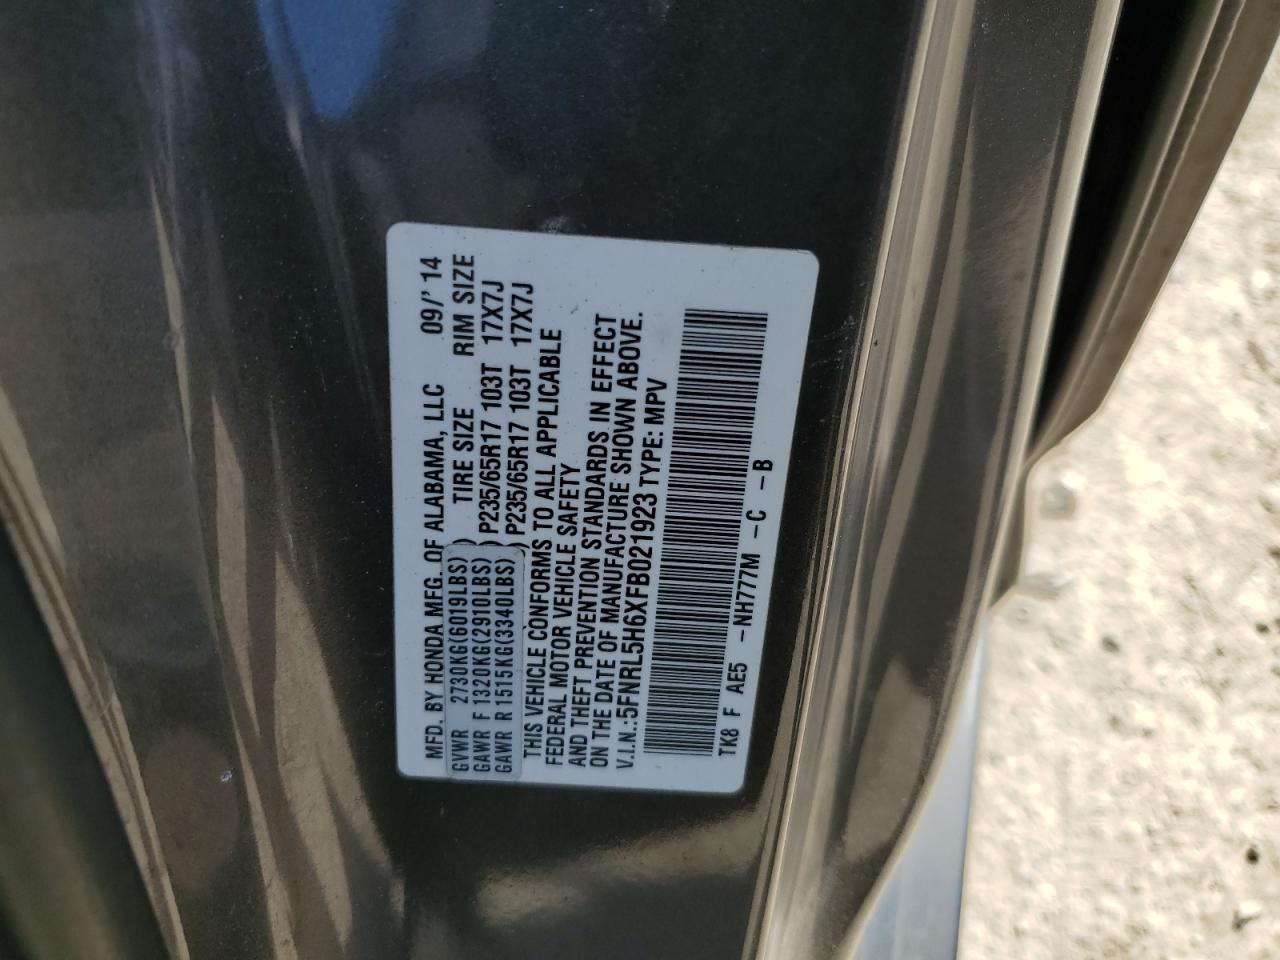 MFD. BY HONDA MFG. OF ALABAMA, LLC 09/' 14
GVWR 2730KG(6019LBS) ) TIRE SIZE RIM SIZE
GAWR F 1320KG(2910LBS) ) P235/65R17 103T 17X7J
GAWR R 1515KG(3340LBS) ) P235/65R17 103T 17X7J
THIS VEHICLE CONFORMS TO ALL APPLICABLE
FEDERAL MOTOR VEHICLE SAFETY
AND THEFT PREVENTION STANDARDS IN EFFECT
ON THE DATE OF MANUFACTURE SHOWN ABOVE.
V.I.N.:5FNRL5H6XFB021923 TYPE: MPV
TK8 F AE5 -NH777M -C -B